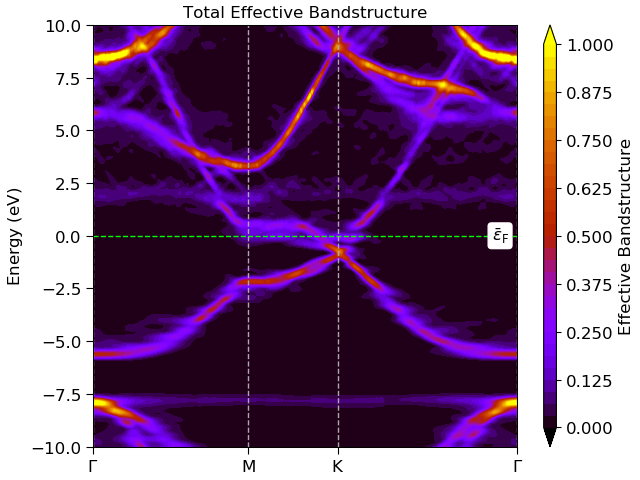 Total Effective Bandstructure
10.0
7.5
5.0
2.5
0.0
−2.5
−5.0
−7.5
−10.0
Energy (eV)
Γ
M
K
Γ
ε̄F
1.000
0.875
0.750
0.625
0.500
0.375
0.250
0.125
0.000
Effective Bandstructure